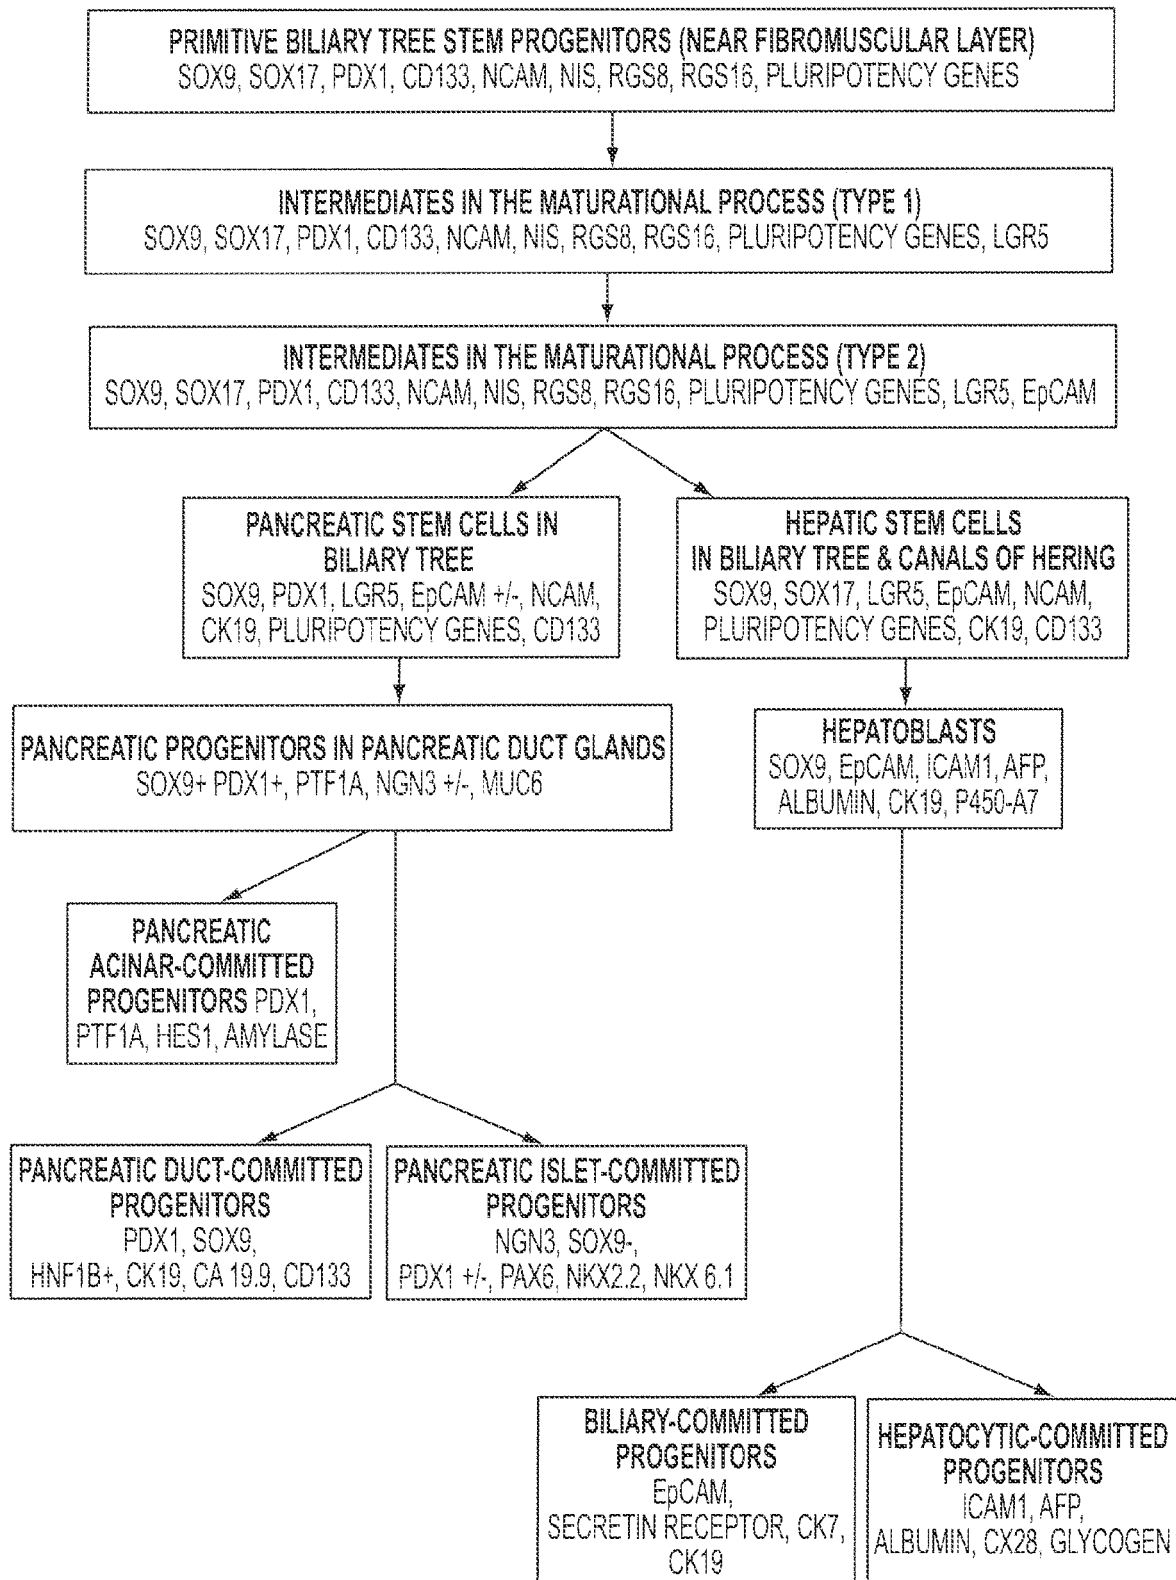 PRIMITIVE BILIARY TREE STEM PROGENITORS (NEAR FIBROMUSCULAR LAYER)
SOX9, SOX17, PDX1, CD133, NCAM, NIS, RGS8, RGS16, PLURIPOTENCY GENES
INTERMEDIATES IN THE MATURATIONAL PROCESS (TYPE 1)
SOX9, SOX17, PDX1, CD133, NCAM, NIS, RGS8, RGS16, PLURIPOTENCY GENES, LGR5
INTERMEDIATES IN THE MATURATIONAL PROCESS (TYPE 2)
SOX9, SOX17, PDX1, CD133, NCAM, NIS, RGS8, RGS16, PLURIPOTENCY GENES, LGR5, EpCAM
PANCREATIC STEM CELLS IN
BILIARY TREE
SOX9, PDX1, LGR5, EpCAM +/-, NCAM,
CK19, PLURIPOTENCY GENES, CD133
HEPATIC STEM CELLS
IN BILIARY TREE & CANALS OF HERING
SOX9, SOX17, LGR5, EpCAM, NCAM,
PLURIPOTENCY GENES, CK19, CD133
PANCREATIC PROGENITORS IN PANCREATIC DUCT GLANDS
SOX9+ PDX1+, PTF1A, NGN3 +/-, MUC6
HEPATOBLASTS
SOX9, EpCAM, ICAM1, AFP,
ALBUMIN, CK19, P450-A7
PANCREATIC
ACINAR-COMMITTED
PROGENITORS PDX1,
PTF1A, HES1, AMYLASE
PANCREATIC DUCT-COMMITTED
PROGENITORS
PDX1, SOX9,
HNF1B+, CK19, CA 19.9, CD133
PANCREATIC ISLET-COMMITTED
PROGENITORS
NGN3, SOX9-,
PDX1 +/-, PAX6, NKX2.2, NKX 6.1
BILIARY-COMMITTED
PROGENITORS
EpCAM,
SECRETIN RECEPTOR, CK7,
CK19
HEPATOCYTIC-COMMITTED
PROGENITORS
ICAM1, AFP,
ALBUMIN, CX28, GLYCOGEN